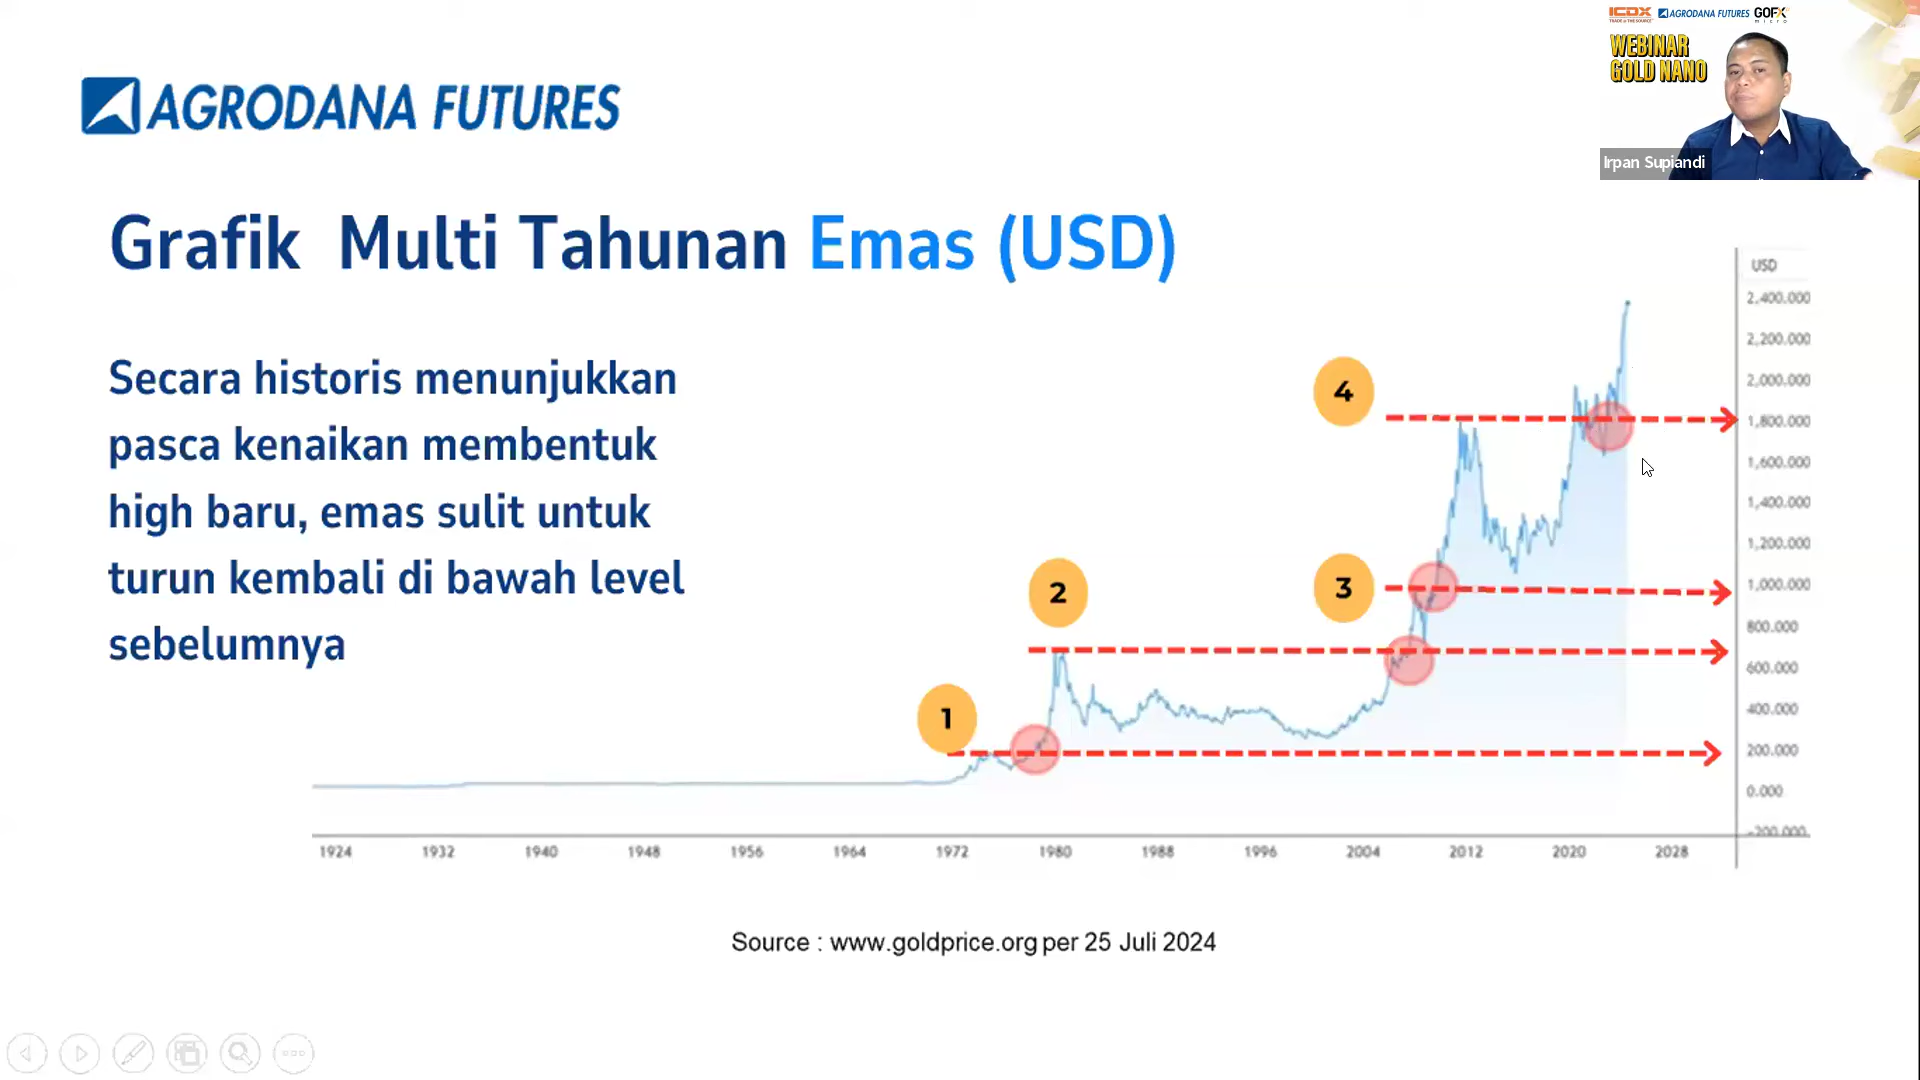 ICDX
TRADE at THE SOURCE
AGRODANA FUTURES
GOFX
micro
WEBINAR
GOLD NANO
Irpan Supiandi
AGRODANA FUTURES
Grafik Multi Tahunan Emas (USD)
Secara historis menunjukkan
pasca kenaikan membentuk
high baru, emas sulit untuk
turun kembali di bawah level
sebelumnya
1
2
3
4
USD
2,400.000
2,200.000
2,000.000
1,800.000
1,600.000
1,400.000
1,200.000
1,000.000
800.000
600.000
400.000
200.000
0.000
-200.000
1924 1932 1940 1948 1956 1964 1972 1980 1988 1996 2004 2012 2020 2028
Source : www.goldprice.org per 25 Juli 2024